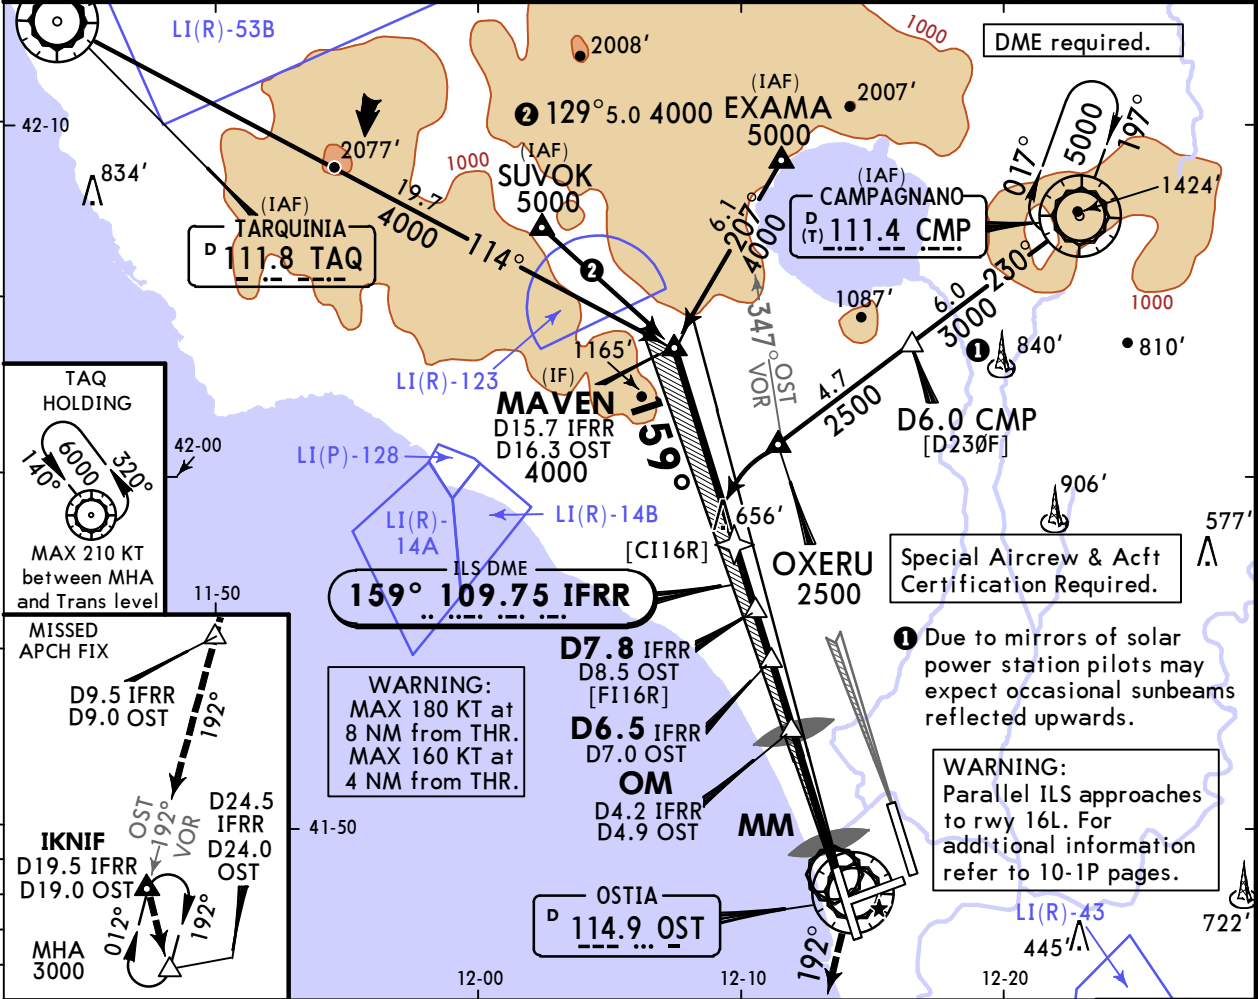 LI(R)-53B
2008'
1000
DME required.
42-10
❷ 129° 5.0 4000
(IAF)
EXAMA
5000
2007'
5000
017°
197°
2077'
834'
1000
(IAF)
SUVOK
5000
19.7
4000
114°
6.1
207°
4000
(IAF)
CAMPAGNANO
D
(T) 111.4 CMP
1424'
(IAF)
TARQUINIA
D 111.8 TAQ
❷
230°
6.0
3000
1000
1087'
347°
OST
VOR
❶ 840'
810'
1165'
LI(R)-123
(IF)
MAVEN
D15.7 IFRR
D16.3 OST
4000
159°
4.7
2500
D6.0 CMP
[D230F]
TAQ
HOLDING
6000
140°
320°
MAX 210 KT
between MHA
and Trans level
42-00
LI(P)-128
LI(R)-
14A
LI(R)-14B
656'
[CI16R]
906'
577'
OXERU
2500
Special Aircrew & Acft
Certification Required.
ILS DME
159° 109.75 IFRR
11-50
MISSED
APCH FIX
D9.5 IFRR
D9.0 OST
192°
D7.8 IFRR
D8.5 OST
[FI16R]
D6.5 IFRR
D7.0 OST
OM
D4.2 IFRR
D4.9 OST
MM
❶ Due to mirrors of solar
power station pilots may
expect occasional sunbeams
reflected upwards.
WARNING:
MAX 180 KT at
8 NM from THR.
MAX 160 KT at
4 NM from THR.
WARNING:
Parallel ILS approaches
to rwy 16L. For
additional information
refer to 10-1P pages.
OST
192°
VOR
D24.5
IFRR
D24.0
OST
41-50
IKNIF
D19.5 IFRR
D19.0 OST
012°
192°
MHA
3000
OSTIA
D 114.9 OST
192°
LI(R)-43
445'
722'
12-00
12-10
12-20